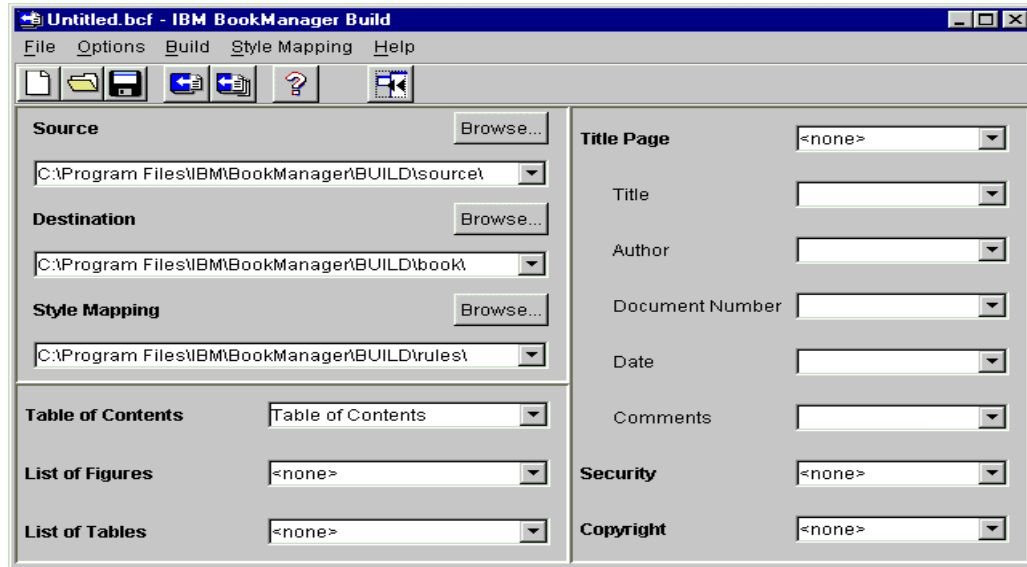 Untitled.bcf - IBM BookManager Build
File Options Build Style Mapping Help
Source Browse...
C:\Program Files\IBM\BookManager\BUILD\source\
Destination Browse...
C:\Program Files\IBM\BookManager\BUILD\book\
Style Mapping Browse...
C:\Program Files\IBM\BookManager\BUILD\rules\
Table of Contents Table of Contents
List of Figures <none>
List of Tables <none>
Title Page <none>
Title
Author
Document Number
Date
Comments
Security <none>
Copyright <none>